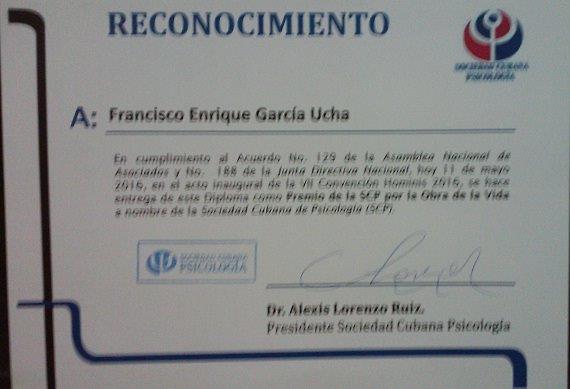 RECONOCIMIENTO
SOCIEDAD CUBANA
PSICOLOGÍA
A: Francisco Enrique García Ucha
En cumplimiento al Acuerdo No. 129 de la Asamblea Nacional de
Asociados y No. 188 de la Junta Directiva Nacional, hoy 11 de mayo
2016, en el acto inaugural de la VII Convención Hominis 2016, se hace
entrega de este Diploma como Premio de la SCP por la Obra de la Vida
a nombre de la Sociedad Cubana de Psicología (SCP).
SOCIEDAD CUBANA
PSICOLOGÍA
Dr. Alexis Lorenzo Ruiz.
Presidente Sociedad Cubana Psicología